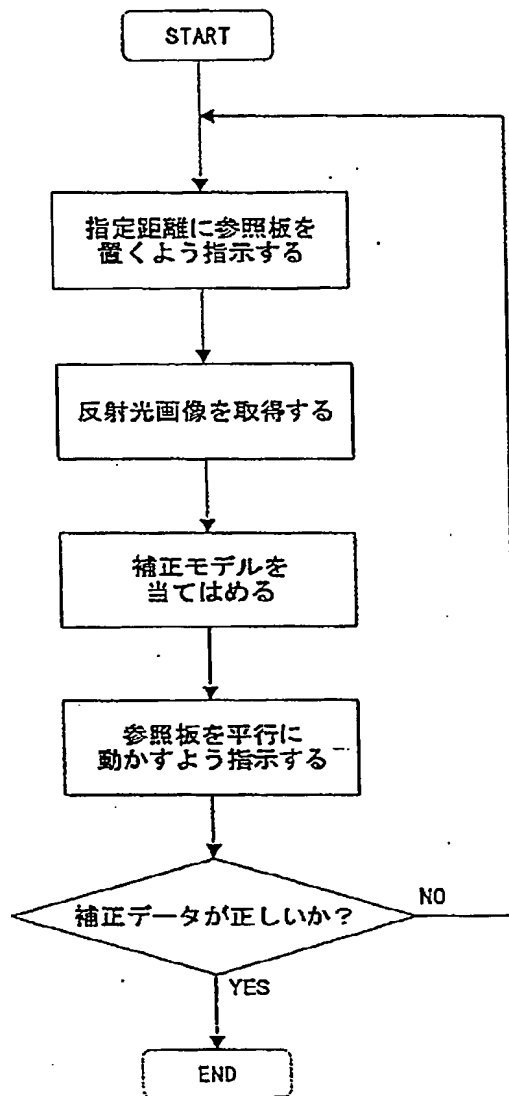 START
指定距離に参照板を
置くよう指示する
反射光画像を取得する
補正モデルを
当てはめる
参照板を平行に
動かすよう指示する
補正データが正しいか?
NO
YES
END